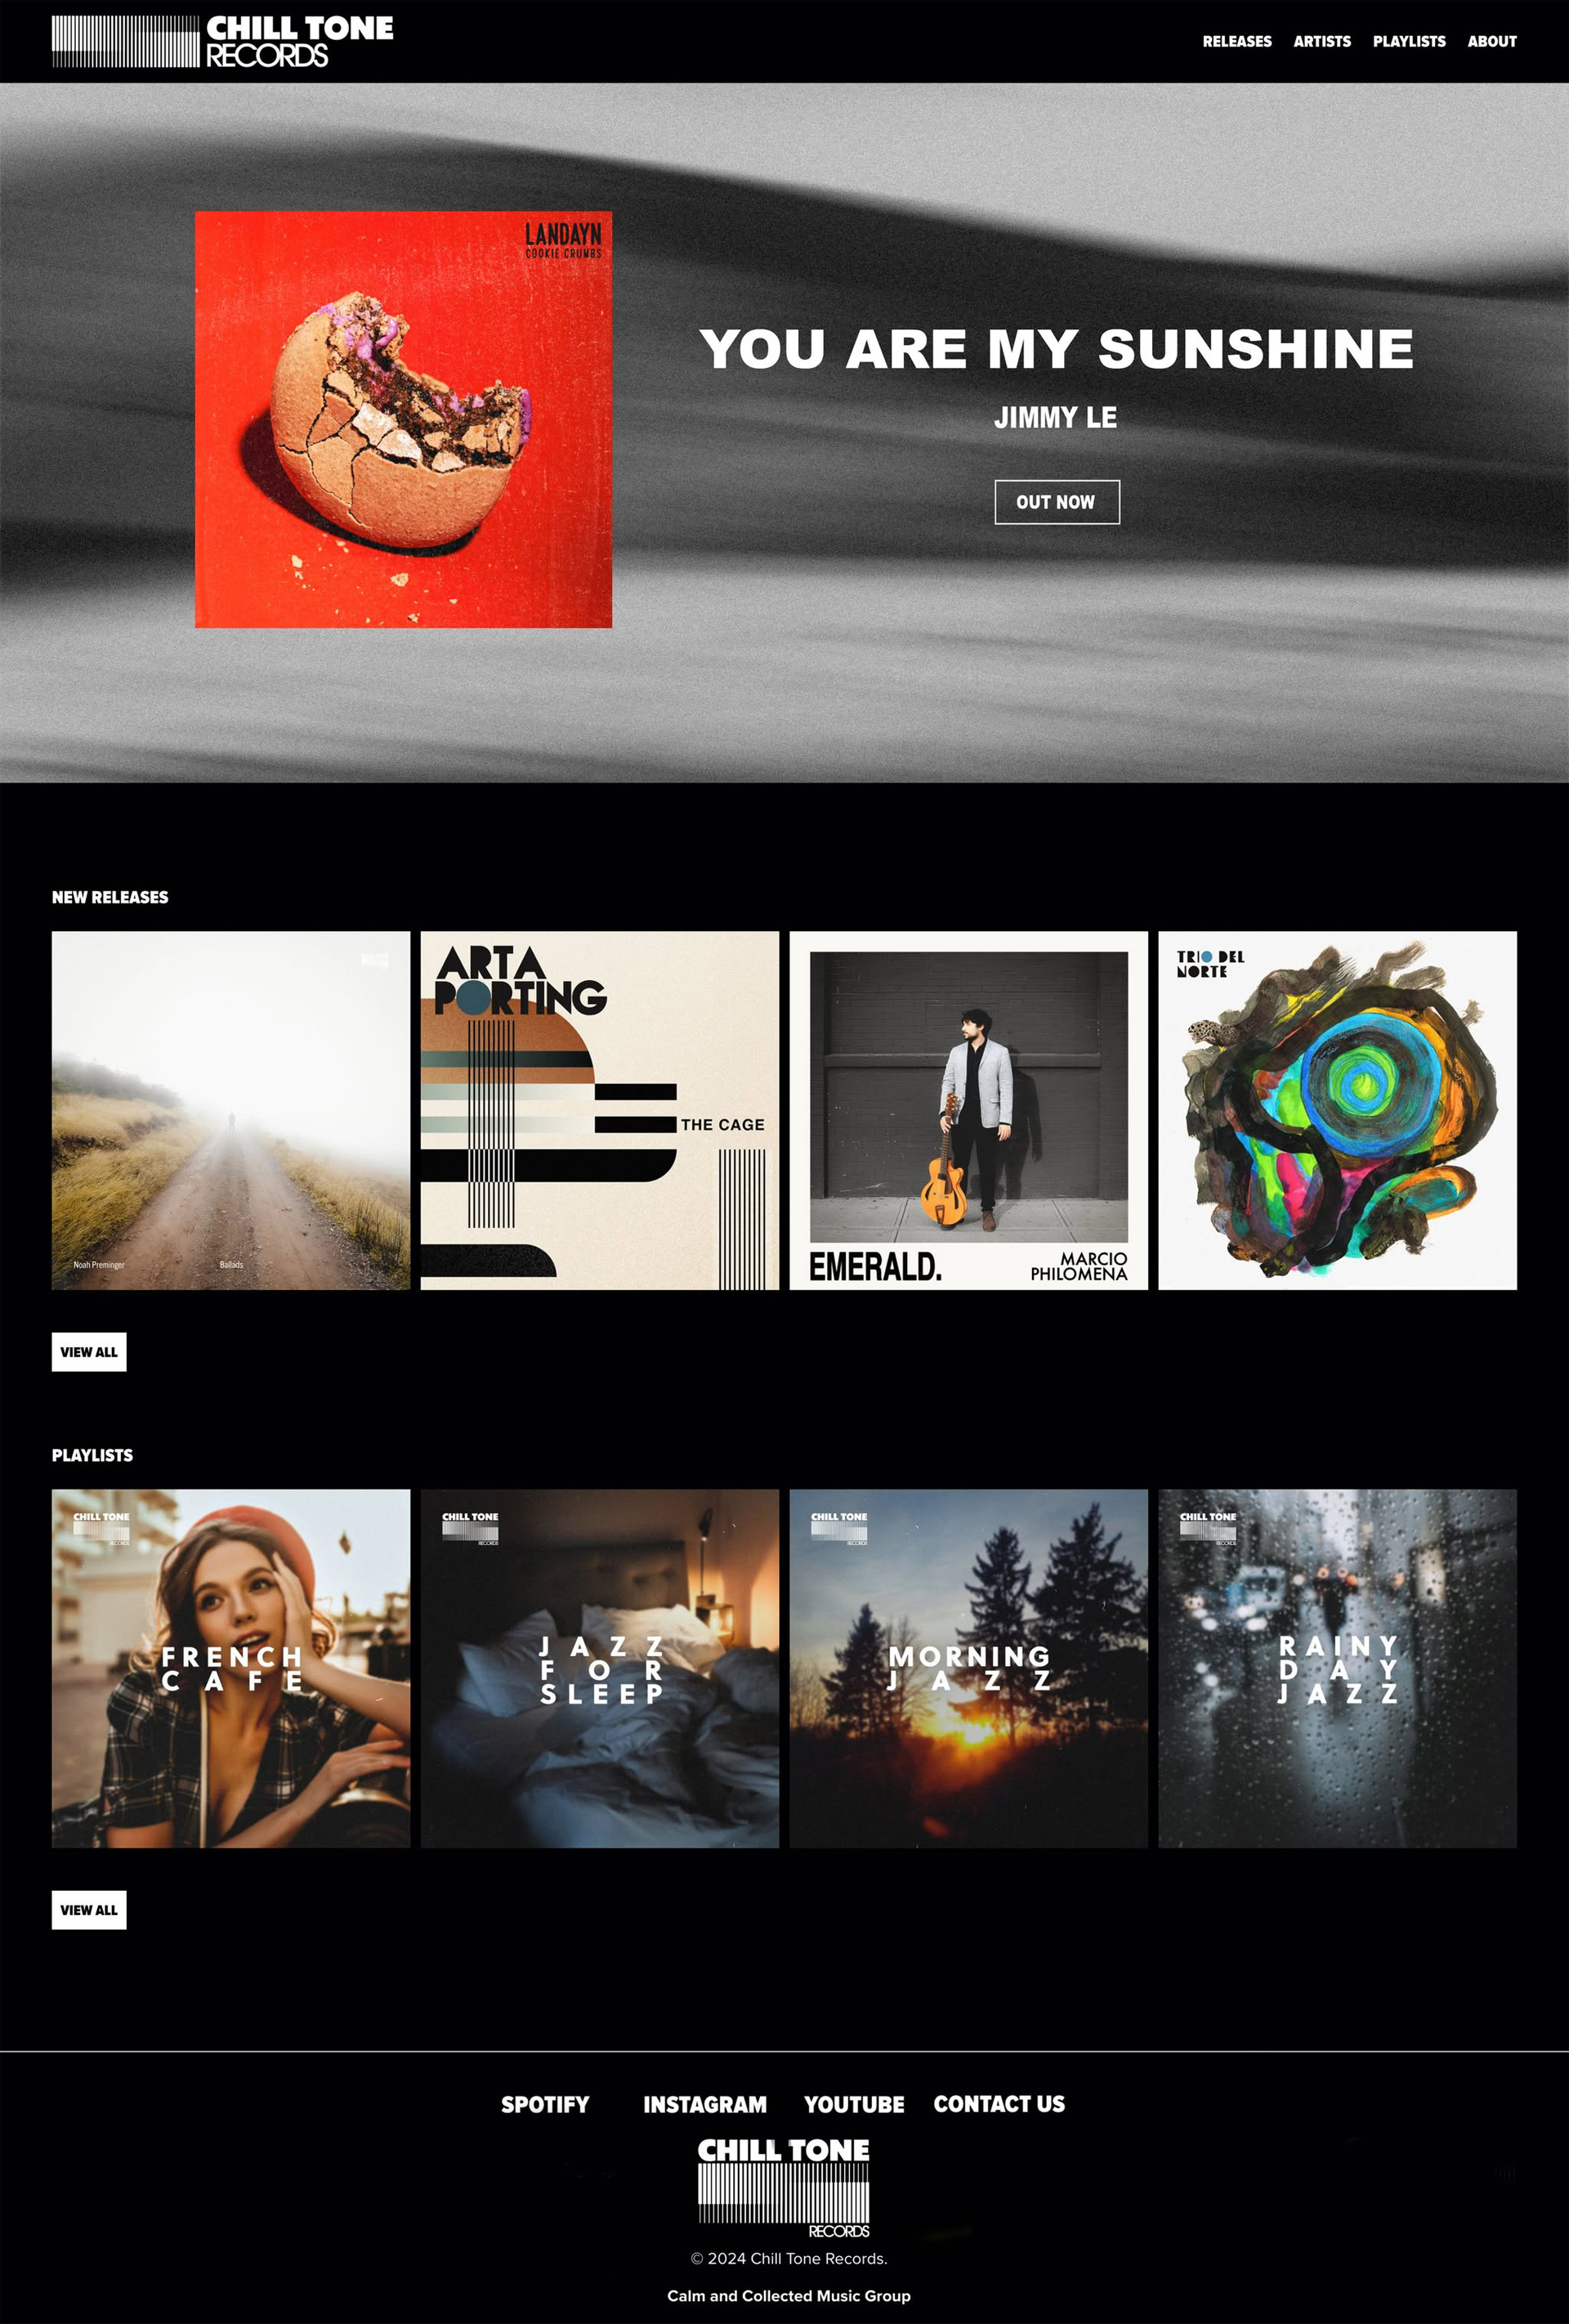 CHILL TONE
RECORDS
RELEASES ARTISTS PLAYLISTS ABOUT
LANDAYN
COOKIE CRUMBS
YOU ARE MY SUNSHINE
JIMMY LE
OUT NOW
NEW RELEASES
Noah Preminger Ballads
ARTA
PORTING
THE CAGE
EMERALD.
MARCIO
PHILOMENA
TRIO DEL
NORTE
VIEW ALL
PLAYLISTS
CHILL TONE
RECORDS
FRENCH
CAFE
CHILL TONE
RECORDS
JAZZ
FOR
SLEEP
CHILL TONE
RECORDS
MORNING
JAZZ
CHILL TONE
RECORDS
RAINY
DAY
JAZZ
VIEW ALL
SPOTIFY INSTAGRAM YOUTUBE CONTACT US
CHILL TONE
RECORDS
© 2024 Chill Tone Records.
Calm and Collected Music Group